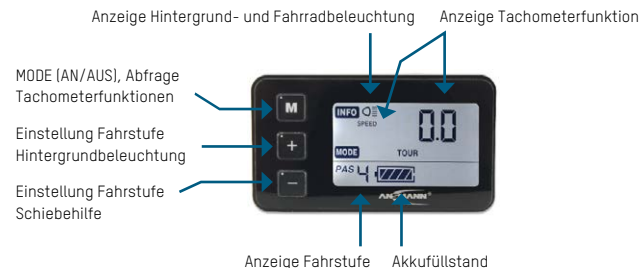 Anzeige Hintergrund- und Fahrradbeleuchtung Anzeige Tachometerfunktion
MODE (AN/AUS), Abfrage
Tachometerfunktionen
Einstellung Fahrstufe
Hintergrundbeleuchtung
Einstellung Fahrstufe
Schiebehilfe
M
+
−
INFO
SPEED
0.0
MODE
TOUR
PAS 4
ANSMANN
Anzeige Fahrstufe Akkufüllstand